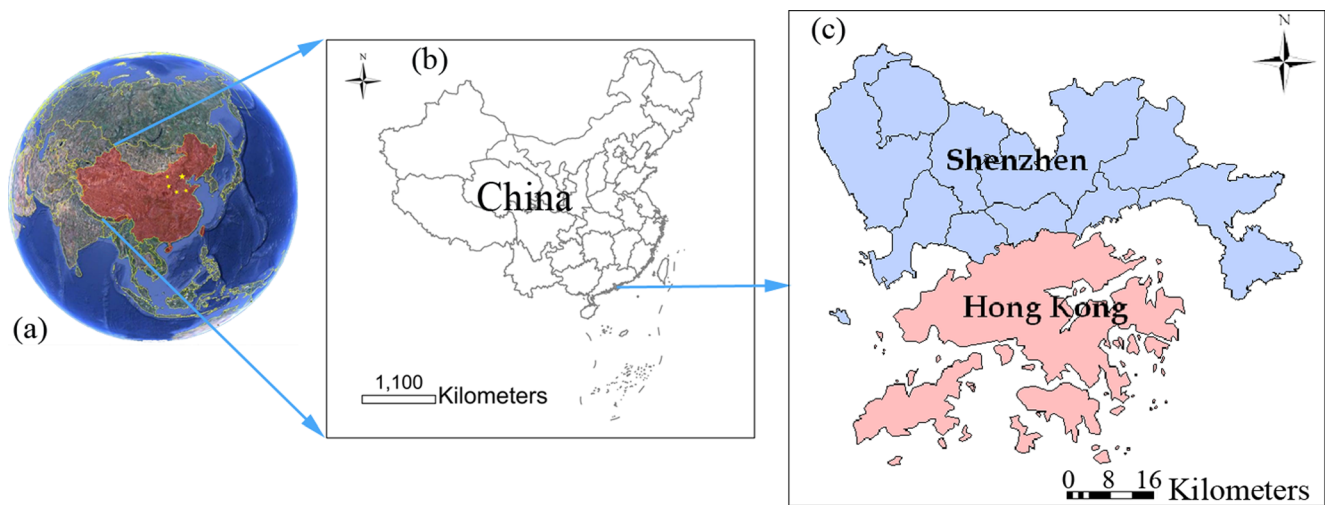 (a)
N
(b)
China
1,100
Kilometers
(c)
N
Shenzhen
Hong Kong
0 8 16
Kilometers